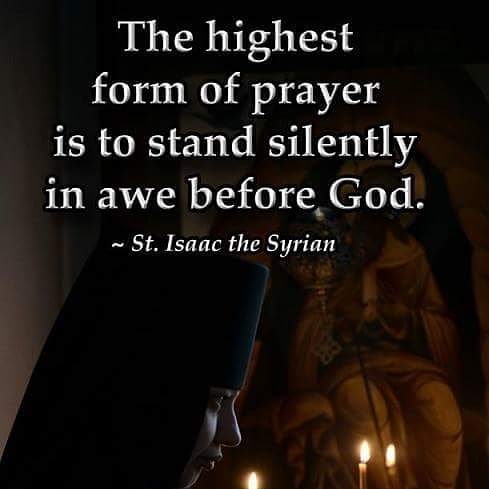 The highest
form of prayer
is to stand silently
in awe before God.
~ St. Isaac the Syrian